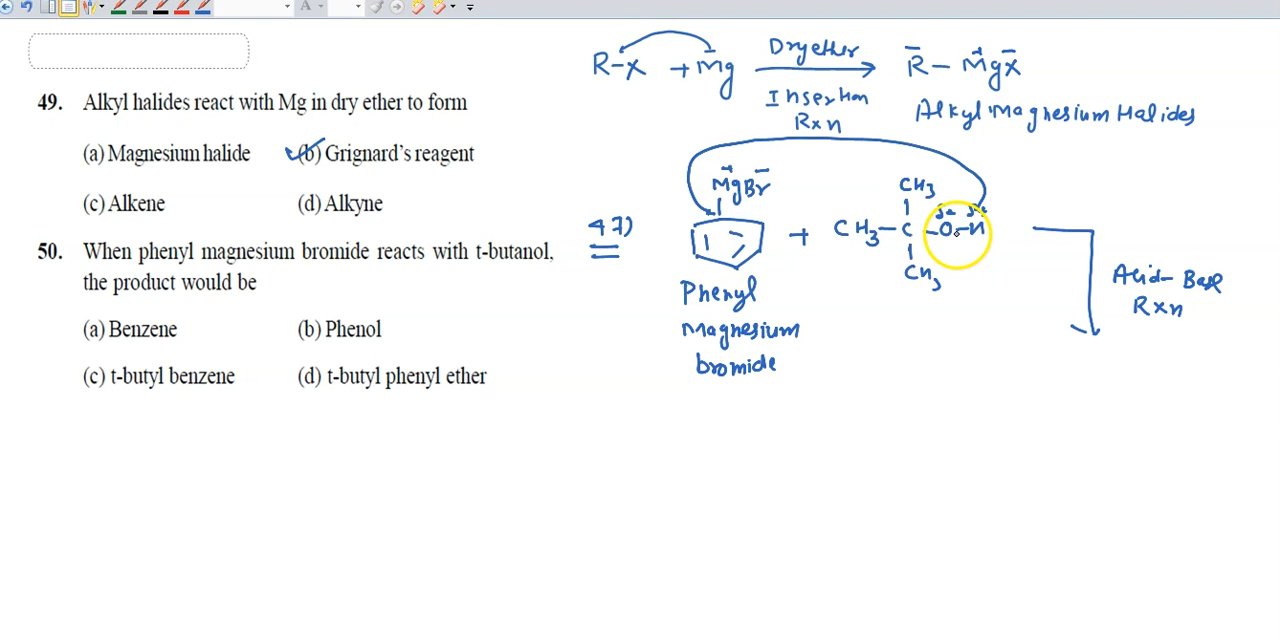 49. Alkyl halides react with Mg in dry ether to form
(a) Magnesium halide (b) Grignard's reagent
(c) Alkene (d) Alkyne
50. When phenyl magnesium bromide reacts with t-butanol,
the product would be
(a) Benzene (b) Phenol
(c) t-butyl benzene (d) t-butyl phenyl ether
R-X + Mg
Dry ether
Insertion
Rxn
R - MgX
Alkyl Magnesium Halides
47)
MgBr
Phenyl
magnesium
bromide
+
CH3
CH3-C-O-H
CH3
Acid-Base
Rxn